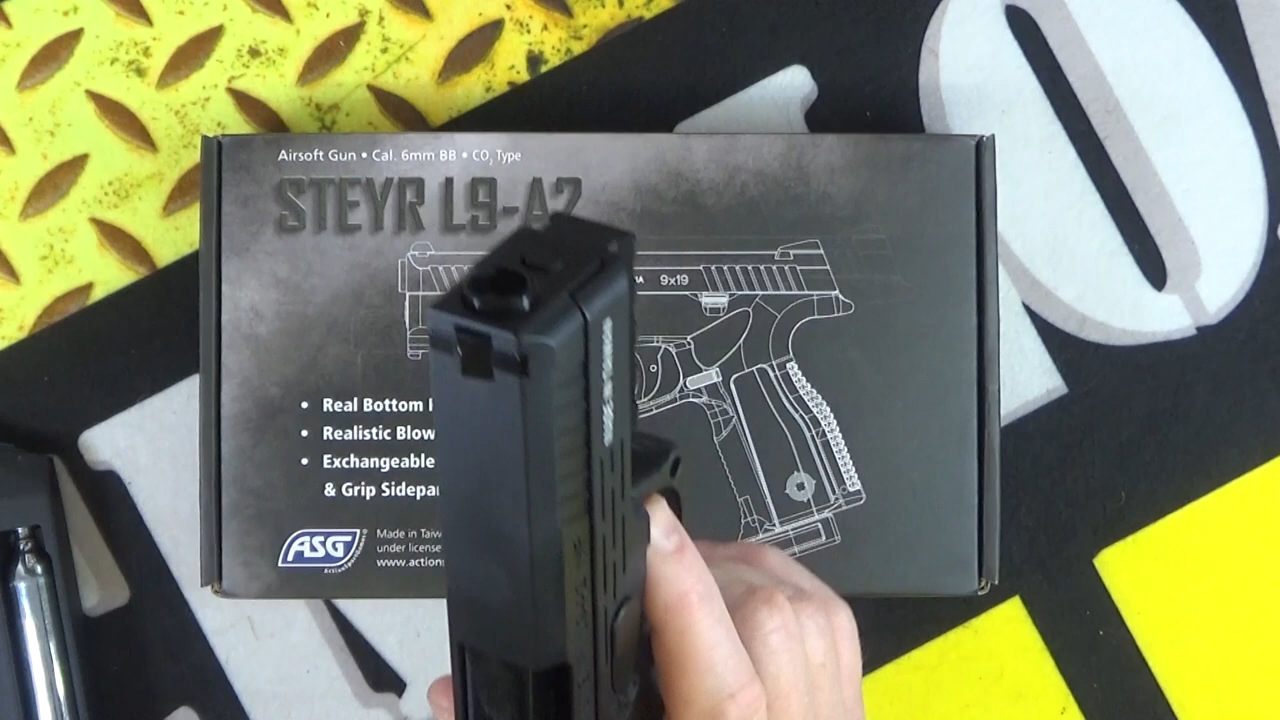 Airsoft Gun • Cal. 6mm BB • CO₂ Type
STEYR L9-A2
9x19
• Real Bottom
• Realistic Blow
• Exchangeable
& Grip Sidepa
ASG
Made in Taiw
under license
www.action